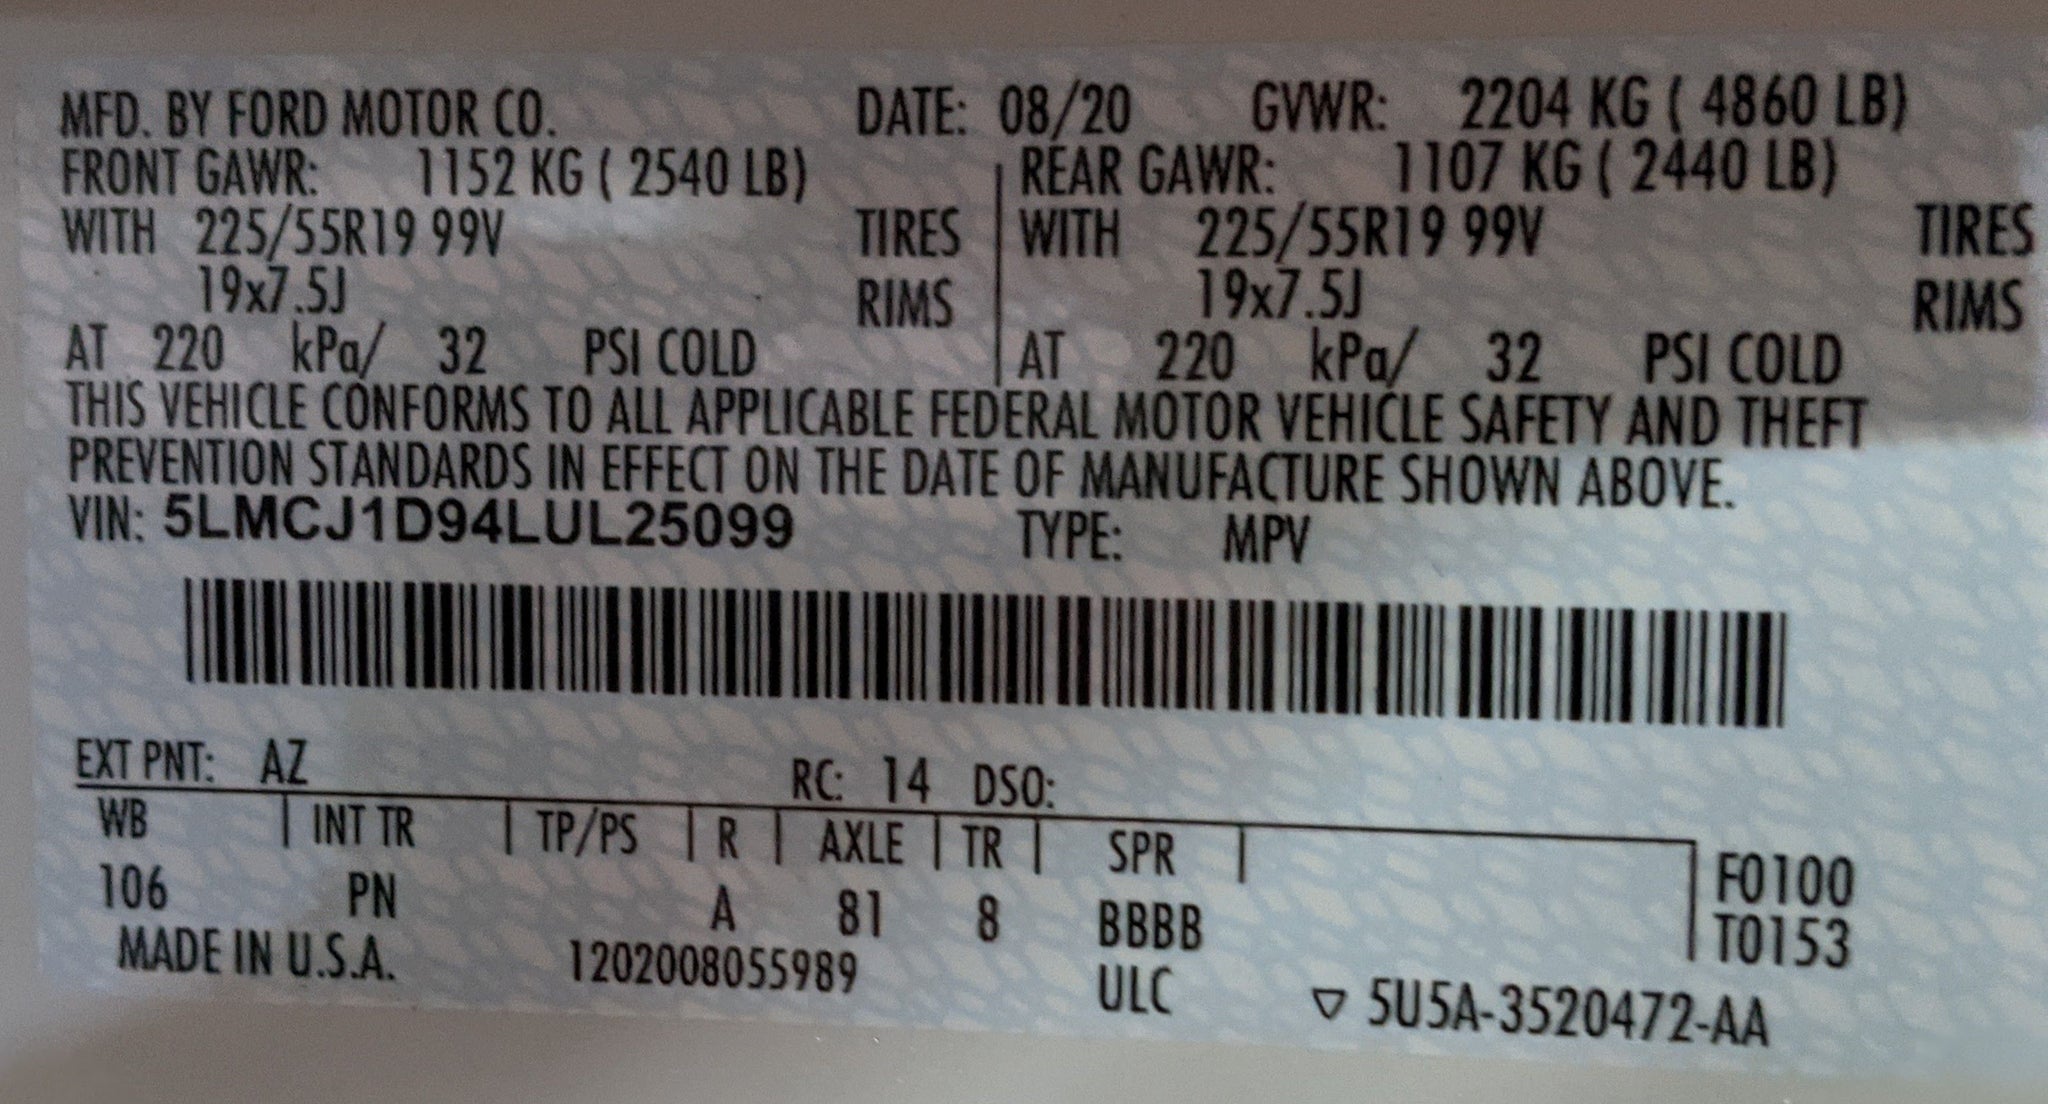 MFD. BY FORD MOTOR CO. DATE: 08/20 GVWR: 2204 KG ( 4860 LB)
FRONT GAWR: 1152 KG ( 2540 LB) REAR GAWR: 1107 KG ( 2440 LB)
WITH 225/55R19 99V TIRES WITH 225/55R19 99V TIRES
19x7.5J RIMS 19x7.5J RIMS
AT 220 kPa/ 32 PSI COLD AT 220 kPa/ 32 PSI COLD
THIS VEHICLE CONFORMS TO ALL APPLICABLE FEDERAL MOTOR VEHICLE SAFETY AND THEFT
PREVENTION STANDARDS IN EFFECT ON THE DATE OF MANUFACTURE SHOWN ABOVE.
VIN: 5LMCJ1D94LUL25099 TYPE: MPV
EXT PNT: AZ RC: 14 DSO:
WB INT TR TP/PS R AXLE TR SPR F0100
106 PN A 81 8 BBBB T0153
MADE IN U.S.A. 1202008055989 ULC ▽ 5U5A-3520472-AA